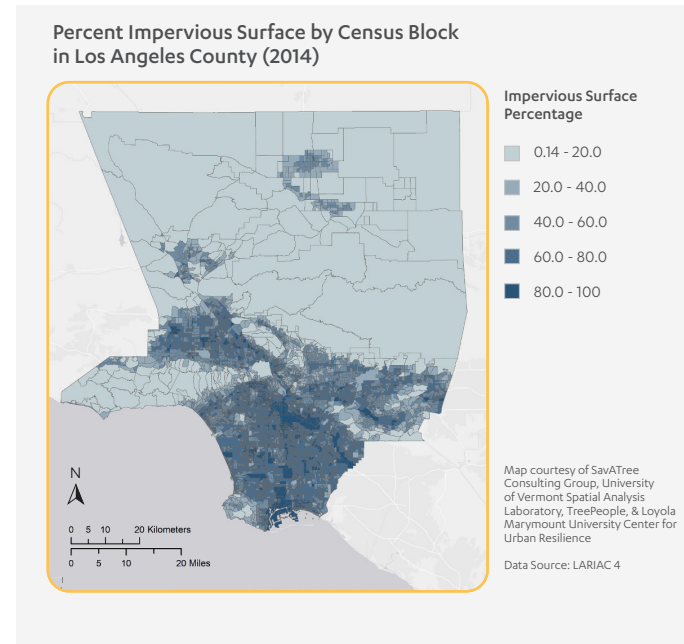 Percent Impervious Surface by Census Block
in Los Angeles County (2014)
Impervious Surface
Percentage
0.14 - 20.0
20.0 - 40.0
40.0 - 60.0
60.0 - 80.0
80.0 - 100
N
0 5 10 20 Kilometers
0 5 10 20 Miles
Map courtesy of SavATree
Consulting Group, University
of Vermont Spatial Analysis
Laboratory, TreePeople, & Loyola
Marymount University Center for
Urban Resilience
Data Source: LARIAC 4